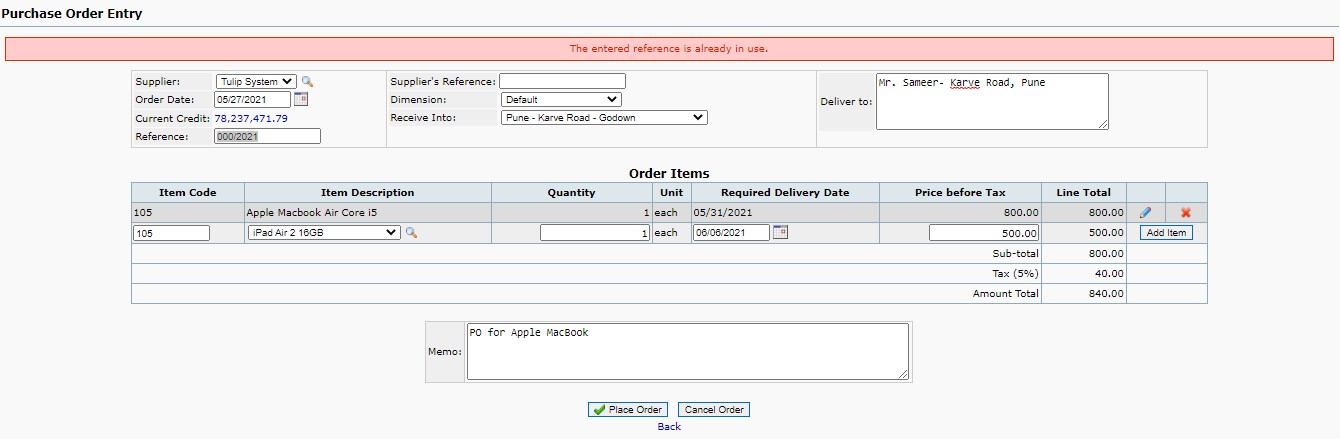 Purchase Order Entry
The entered reference is already in use.
Supplier: Tulip System Supplier's Reference: Deliver to: Mr. Sameer- Karve Road, Pune
Order Date: 05/27/2021 Dimension: Default
Current Credit: 78,237,471.79 Receive Into: Pune - Karve Road - Godown
Reference: 000/2021
Order Items
Item Code Item Description Quantity Unit Required Delivery Date Price before Tax Line Total
105 Apple Macbook Air Core i5 1 each 05/31/2021 800.00 800.00
105 iPad Air 2 16GB 1 each 06/06/2021 500.00 500.00 Add Item
Sub-total 800.00
Tax (5%) 40.00
Amount Total 840.00
Memo: PO for Apple MacBook
Place Order Cancel Order
Back